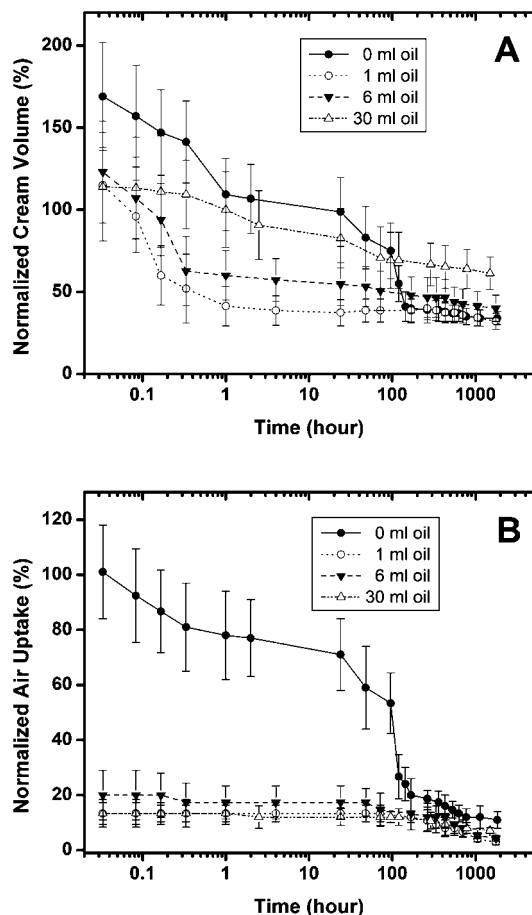 A
0 ml oil
1 ml oil
6 ml oil
30 ml oil
Normalized Cream Volume (%)
200
150
100
50
0
0.1 1 10 100 1000
Time (hour)
B
0 ml oil
1 ml oil
6 ml oil
30 ml oil
Normalized Air Uptake (%)
120
100
80
60
40
20
0
0.1 1 10 100 1000
Time (hour)